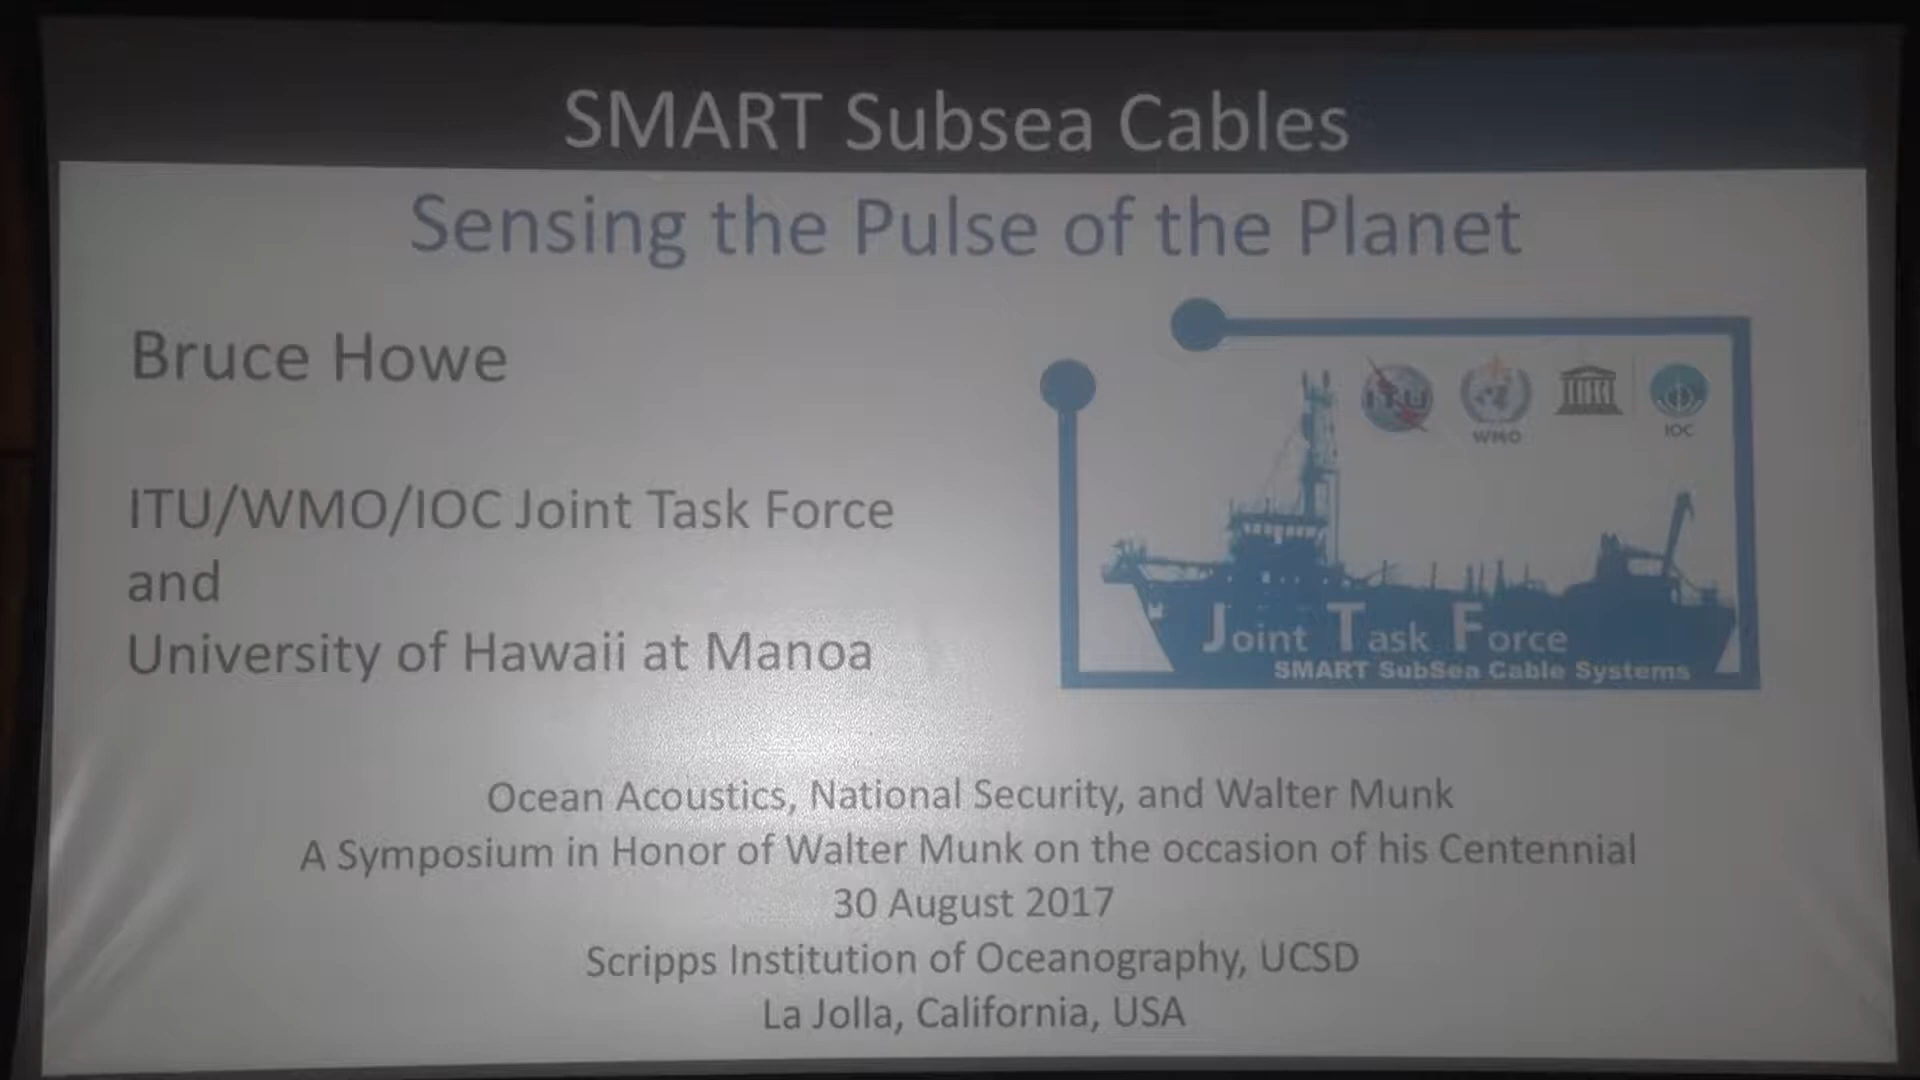 SMART Subsea Cables
Sensing the Pulse of the Planet
Bruce Howe
ITU/WMO/IOC Joint Task Force
and
University of Hawaii at Manoa
ITU
WMO
IOC
Joint Task Force
SMART SubSea Cable Systems
Ocean Acoustics, National Security, and Walter Munk
A Symposium in Honor of Walter Munk on the occasion of his Centennial
30 August 2017
Scripps Institution of Oceanography, UCSD
La Jolla, California, USA